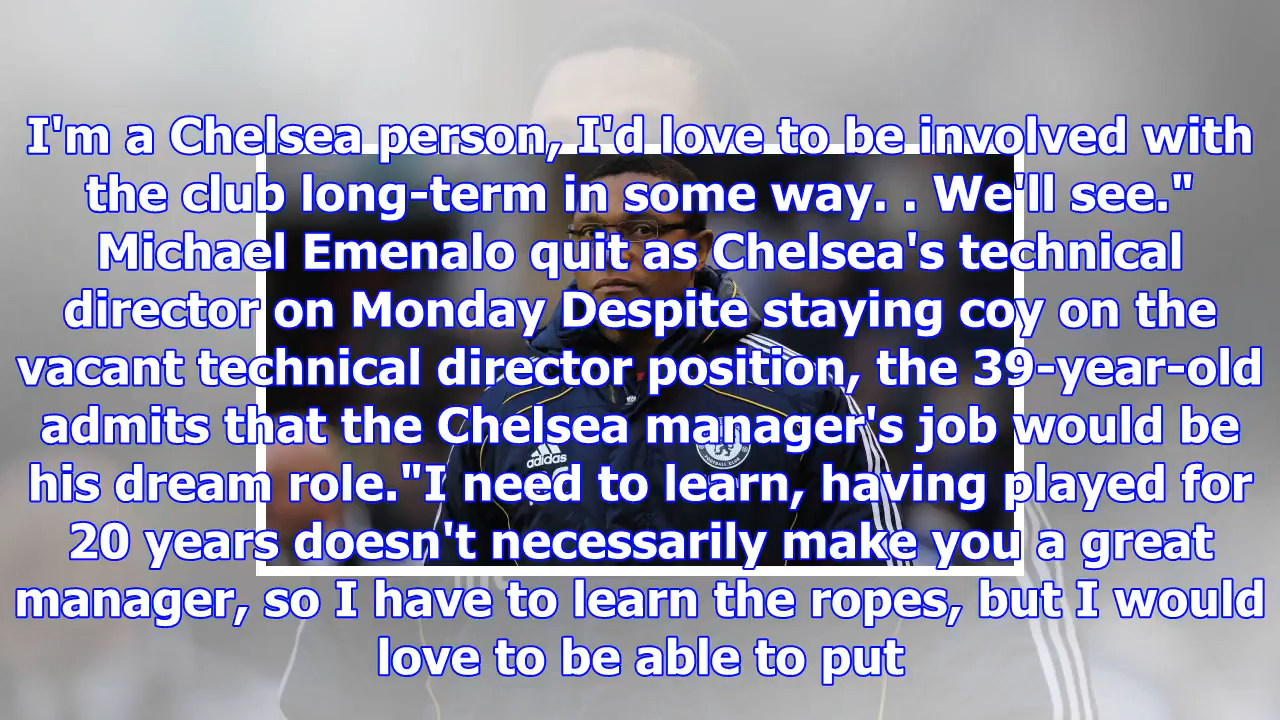 I'm a Chelsea person, I'd love to be involved with
the club long-term in some way. . We'll see."
Michael Emenalo quit as Chelsea's technical
director on Monday Despite staying coy on the
vacant technical director position, the 39-year-old
admits that the Chelsea manager's job would be
his dream role."I need to learn, having played for
20 years doesn't necessarily make you a great
manager, so I have to learn the ropes, but I would
love to be able to put
adidas